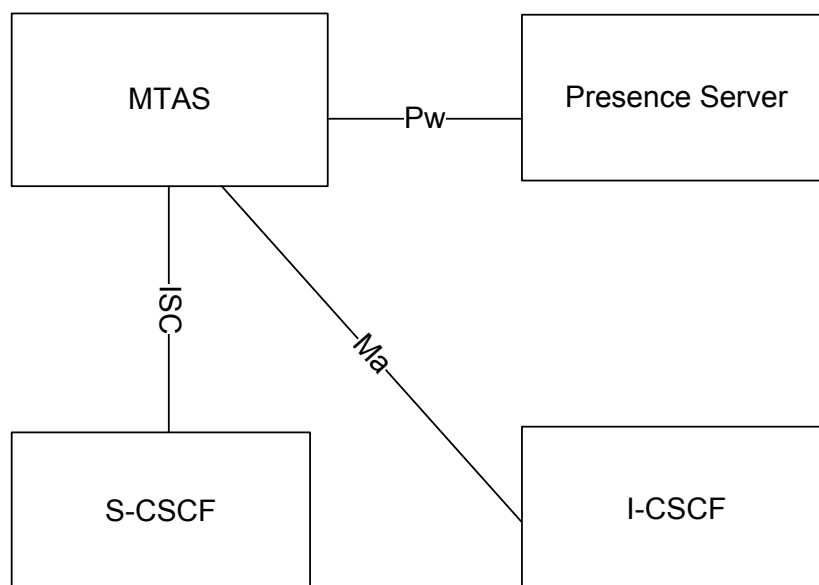 MTAS
Pw
Presence Server
ISC
Ma
S-CSCF
I-CSCF